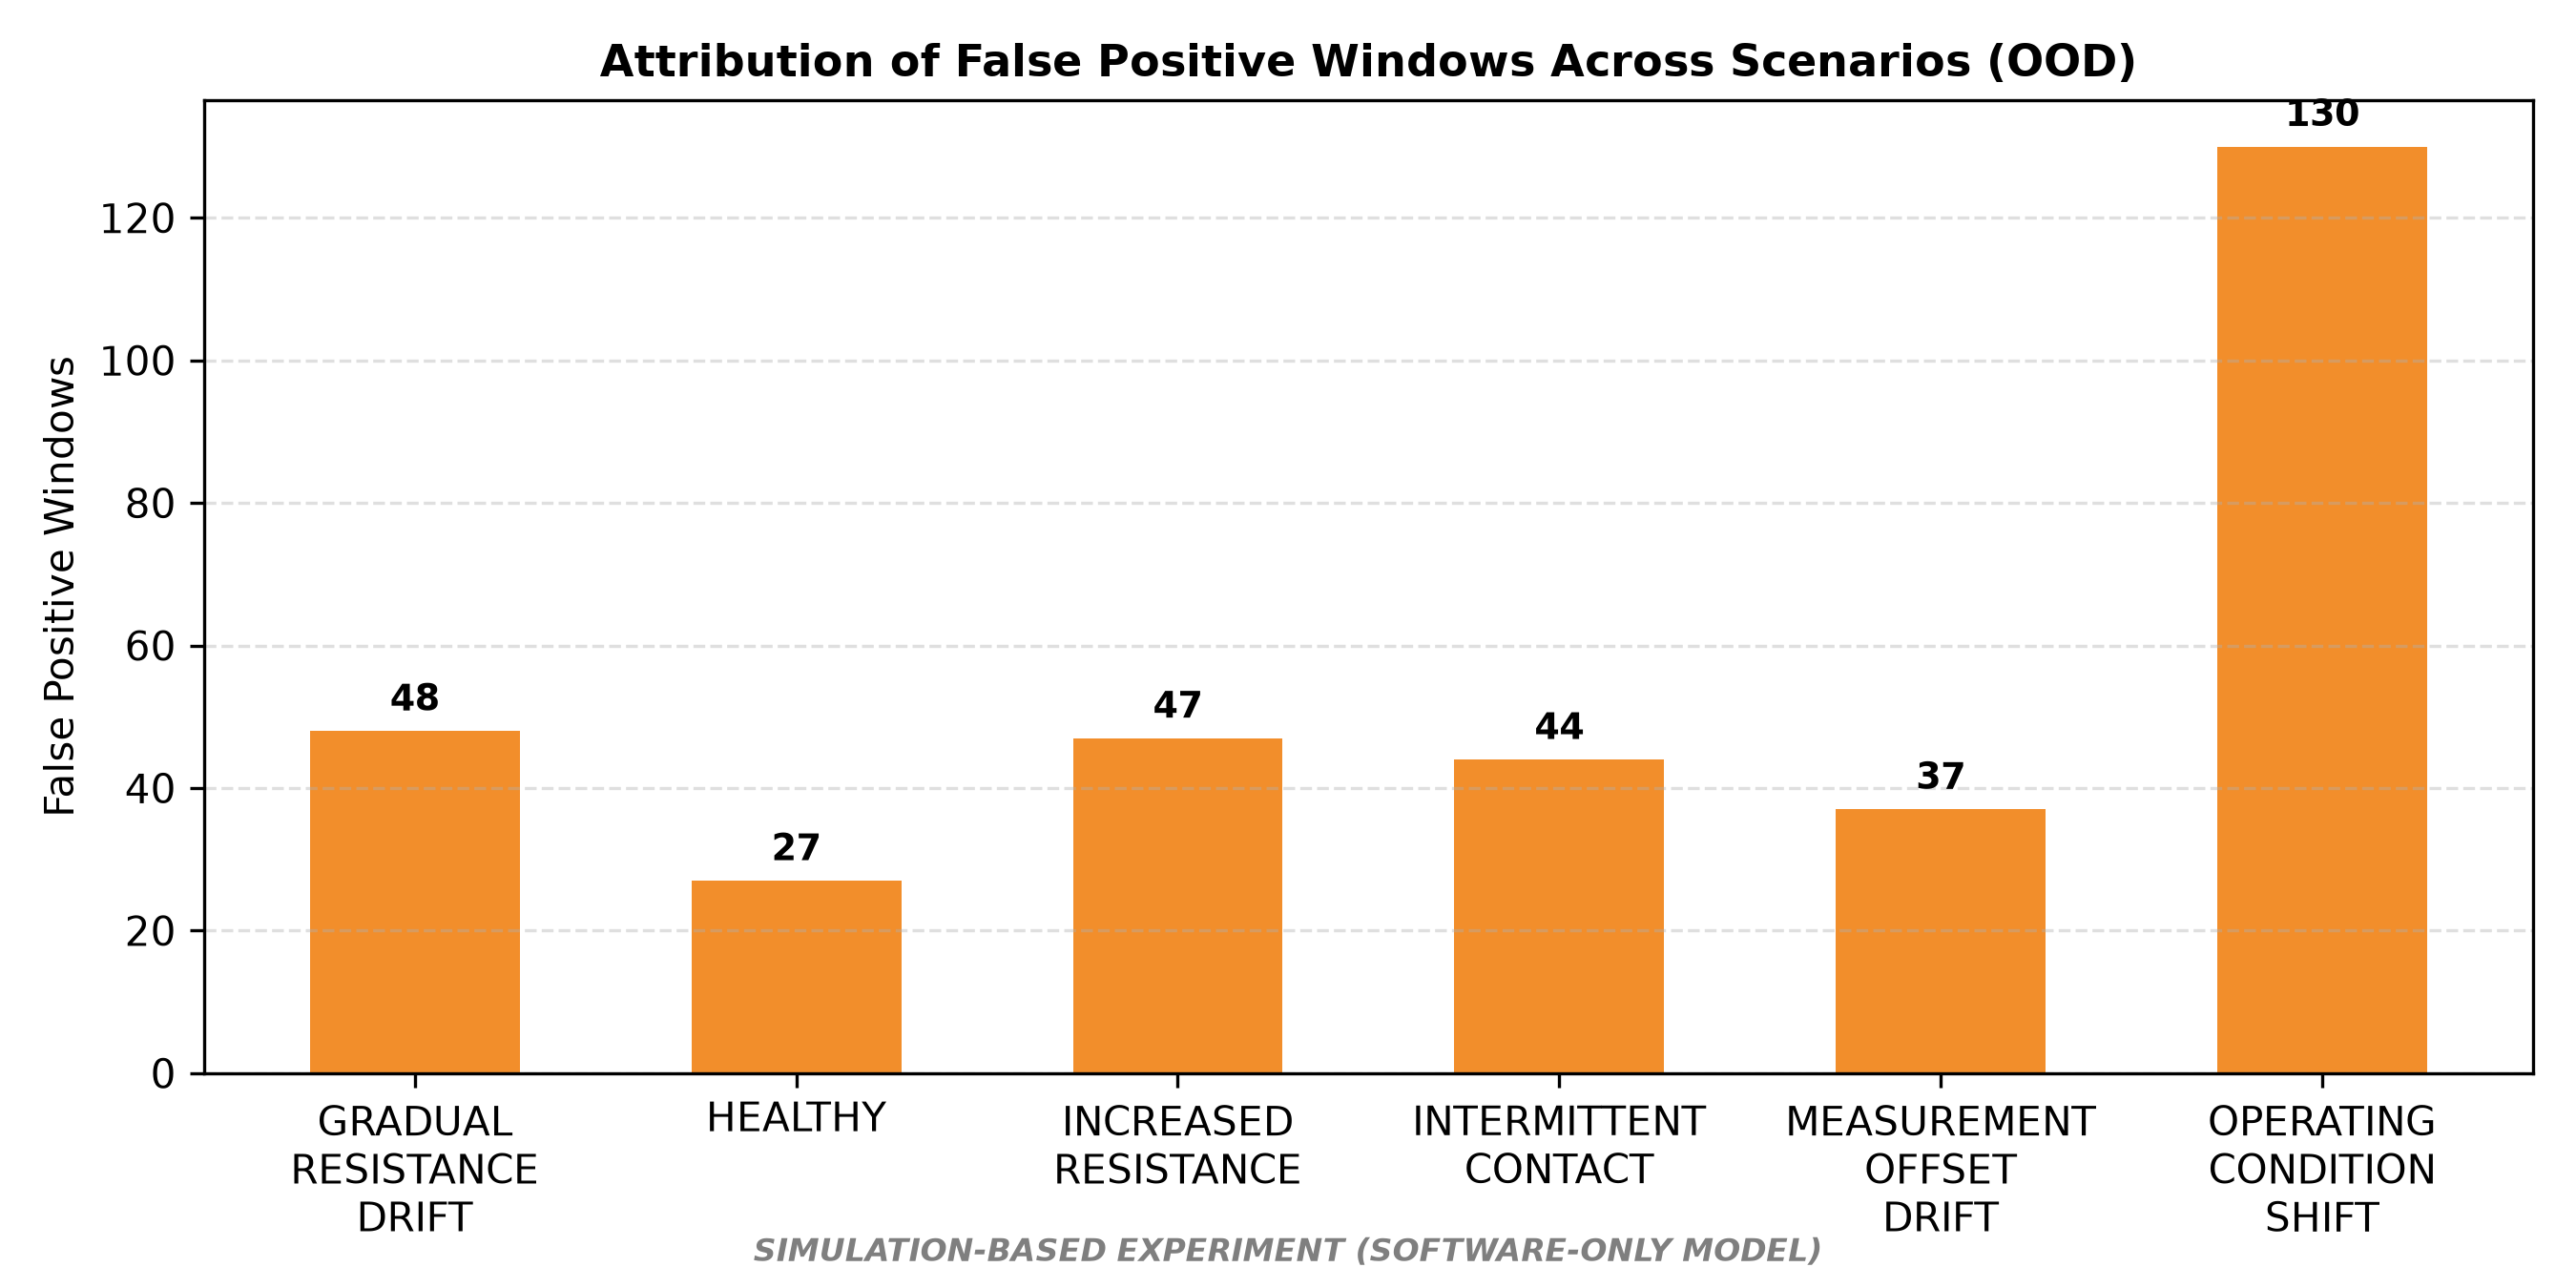 Attribution of False Positive Windows Across Scenarios (OOD)
False Positive Windows
120
100
80
60
40
20
0
48
27
47
44
37
130
GRADUAL
RESISTANCE
DRIFT
HEALTHY
INCREASED
RESISTANCE
INTERMITTENT
CONTACT
MEASUREMENT
OFFSET
DRIFT
OPERATING
CONDITION
SHIFT
SIMULATION-BASED EXPERIMENT (SOFTWARE-ONLY MODEL)